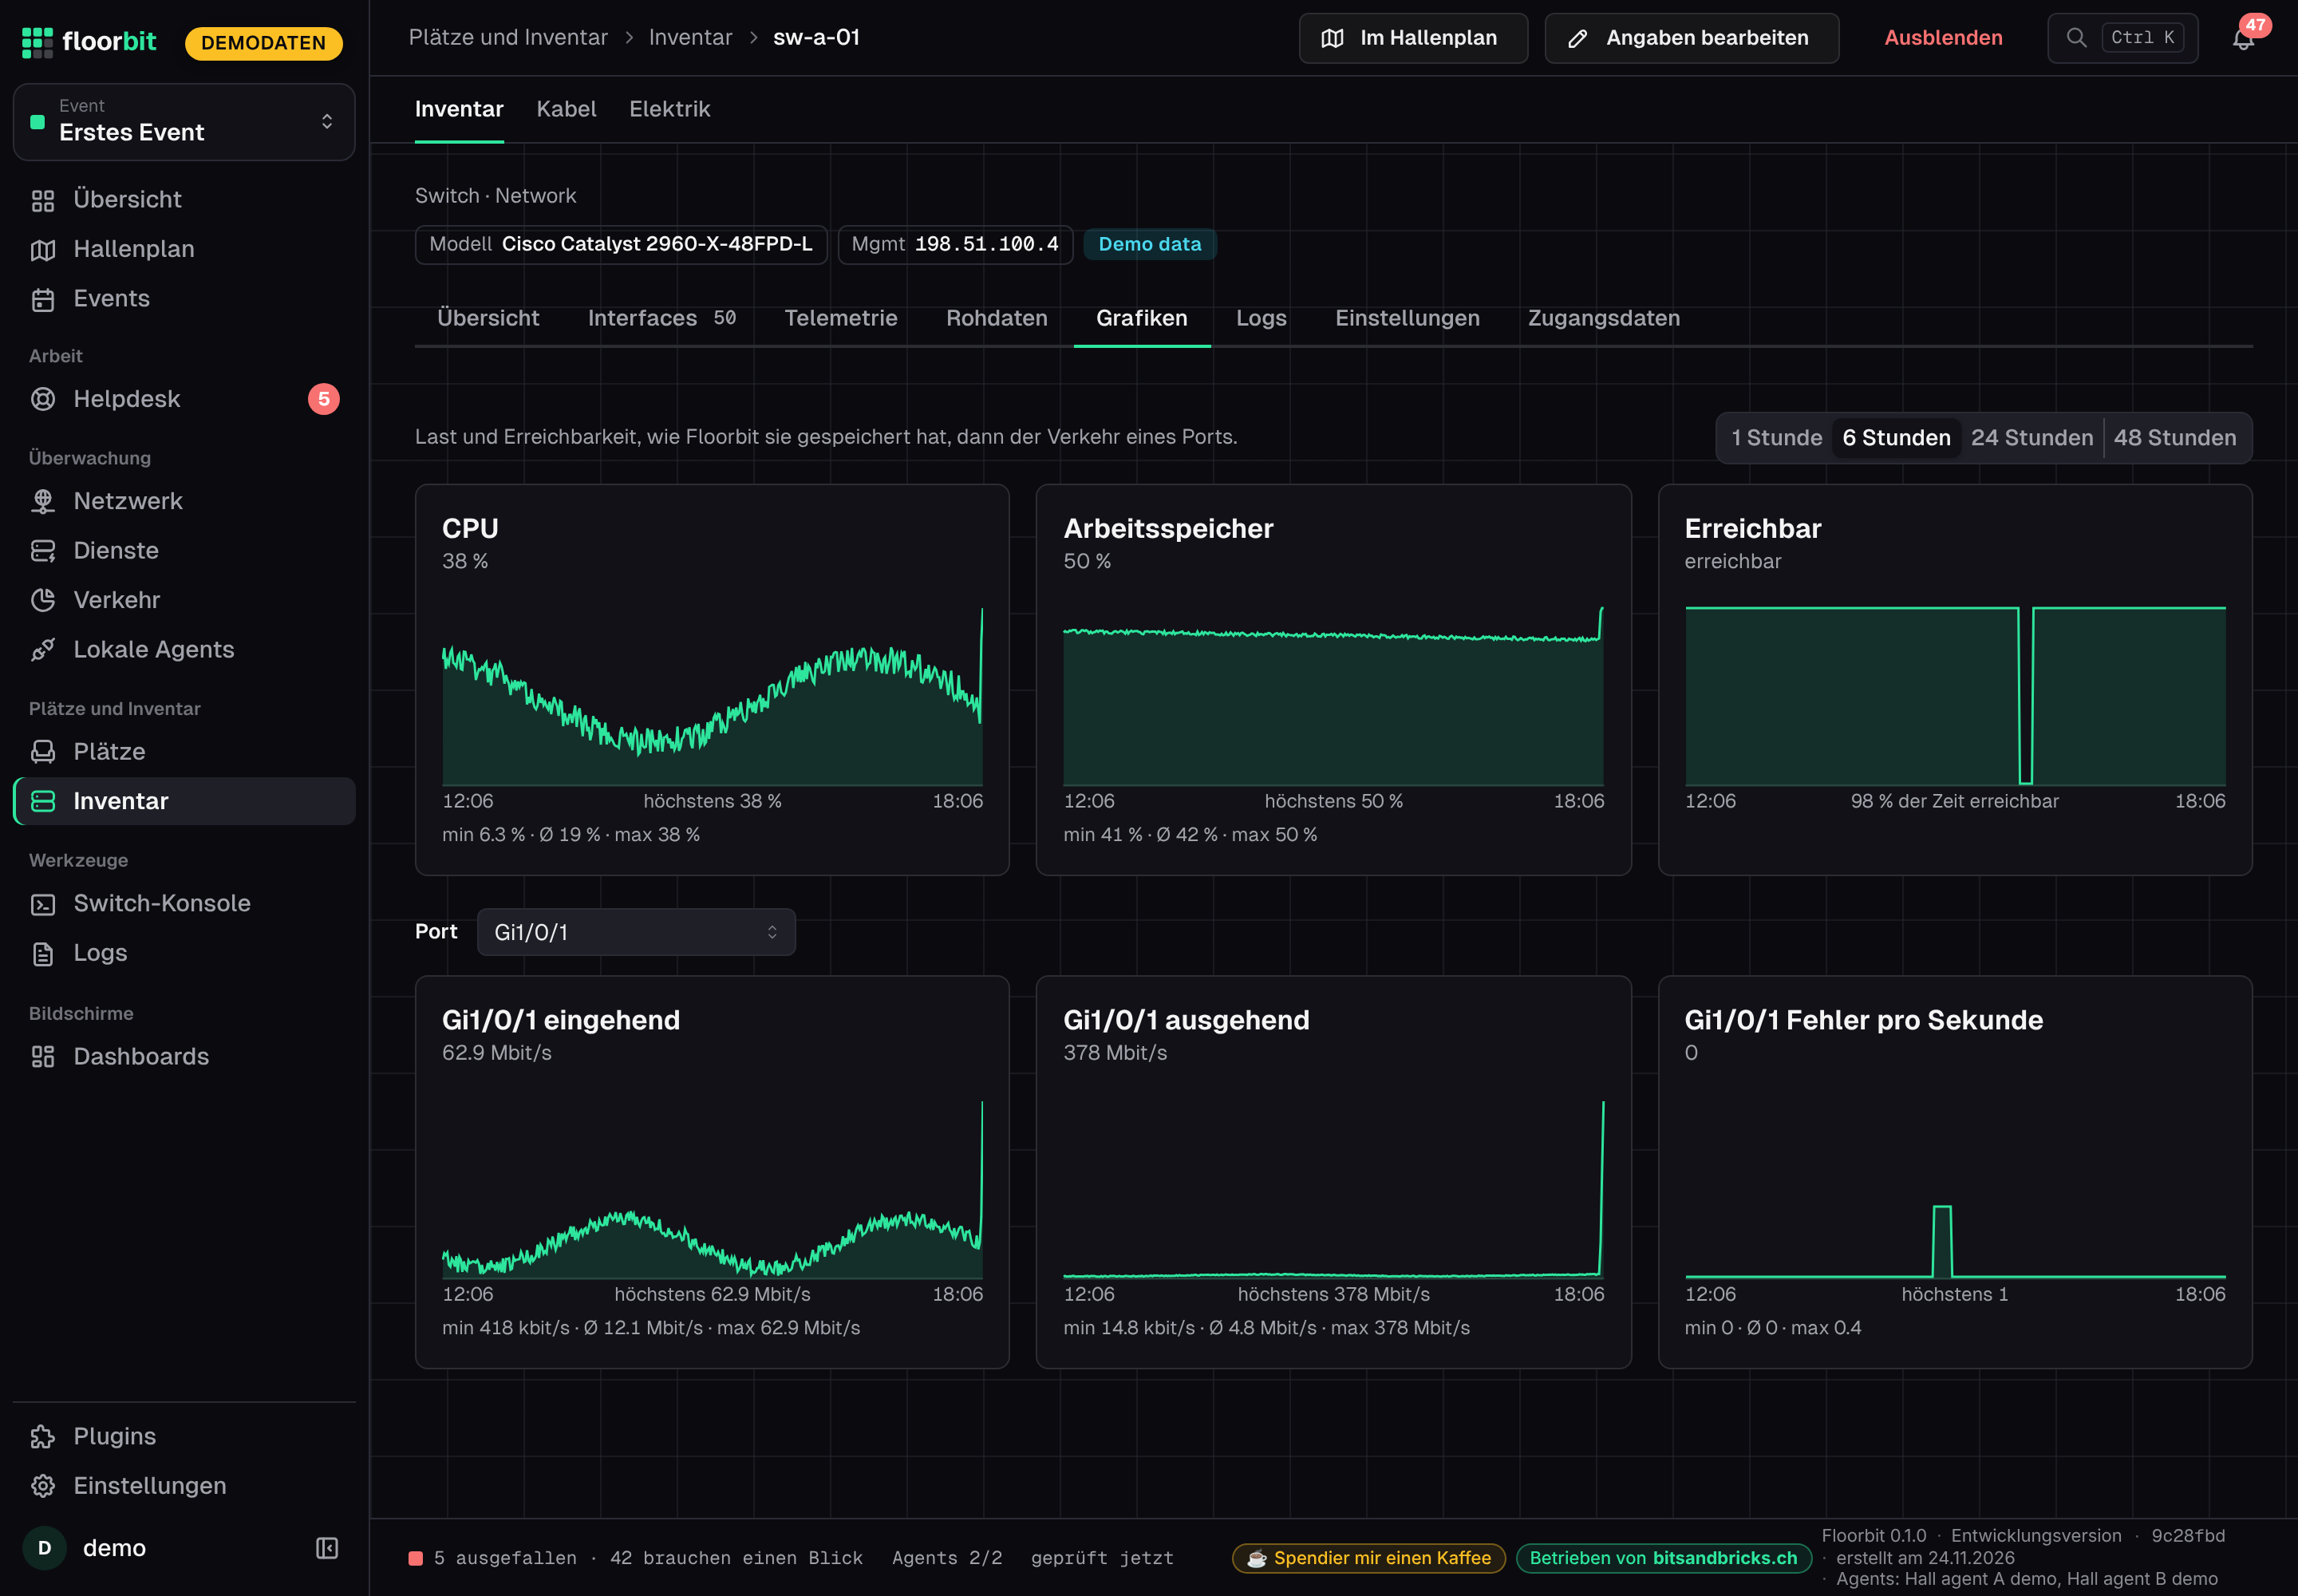 floorbit DEMODATEN
Event
Erstes Event
Übersicht
Hallenplan
Events
Arbeit
Helpdesk 5
Überwachung
Netzwerk
Dienste
Verkehr
Lokale Agents
Plätze und Inventar
Plätze
Inventar
Werkzeuge
Switch-Konsole
Logs
Bildschirme
Dashboards
Plugins
Einstellungen
D demo
Plätze und Inventar > Inventar > sw-a-01
Im Hallenplan Angaben bearbeiten Ausblenden Ctrl K 47
Inventar Kabel Elektrik
Switch · Network
Modell Cisco Catalyst 2960-X-48FPD-L Mgmt 198.51.100.4 Demo data
Übersicht Interfaces 50 Telemetrie Rohdaten Grafiken Logs Einstellungen Zugangsdaten
Last und Erreichbarkeit, wie Floorbit sie gespeichert hat, dann der Verkehr eines Ports.
1 Stunde 6 Stunden 24 Stunden 48 Stunden
CPU
38 %
12:06 höchstens 38 % 18:06
min 6.3 % · Ø 19 % · max 38 %
Arbeitsspeicher
50 %
12:06 höchstens 50 % 18:06
min 41 % · Ø 42 % · max 50 %
Erreichbar
erreichbar
12:06 98 % der Zeit erreichbar 18:06
Port Gi1/0/1
Gi1/0/1 eingehend
62.9 Mbit/s
12:06 höchstens 62.9 Mbit/s 18:06
min 418 kbit/s · Ø 12.1 Mbit/s · max 62.9 Mbit/s
Gi1/0/1 ausgehend
378 Mbit/s
12:06 höchstens 378 Mbit/s 18:06
min 14.8 kbit/s · Ø 4.8 Mbit/s · max 378 Mbit/s
Gi1/0/1 Fehler pro Sekunde
0
12:06 höchstens 1 18:06
min 0 · Ø 0 · max 0.4
5 ausgefallen · 42 brauchen einen Blick Agents 2/2 geprüft jetzt
☕ Spendier mir einen Kaffee Betrieben von bitsandbricks.ch
Floorbit 0.1.0 · Entwicklungsversion · 9c28fbd
· erstellt am 24.11.2026
· Agents: Hall agent A demo, Hall agent B demo